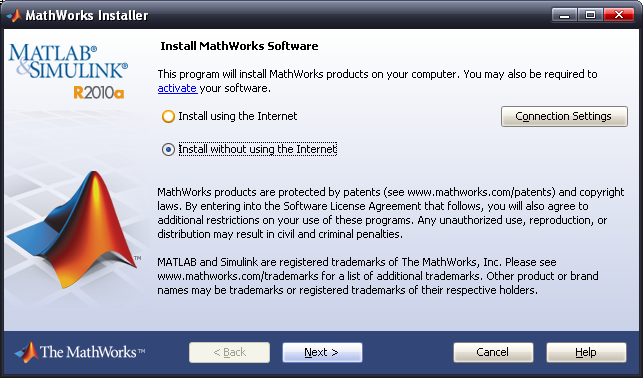 MathWorks Installer
MATLAB®
&SIMULINK®
R2010a
Install MathWorks Software
This program will install MathWorks products on your computer. You may also be required to
activate your software.
Install using the Internet
Connection Settings
Install without using the Internet
MathWorks products are protected by patents (see www.mathworks.com/patents) and copyright
laws. By entering into the Software License Agreement that follows, you will also agree to
additional restrictions on your use of these programs. Any unauthorized use, reproduction, or
distribution may result in civil and criminal penalties.
MATLAB and Simulink are registered trademarks of The MathWorks, Inc. Please see
www.mathworks.com/trademarks for a list of additional trademarks. Other product or brand
names may be trademarks or registered trademarks of their respective holders.
TM
The MathWorks™
< Back
Next >
Cancel
Help